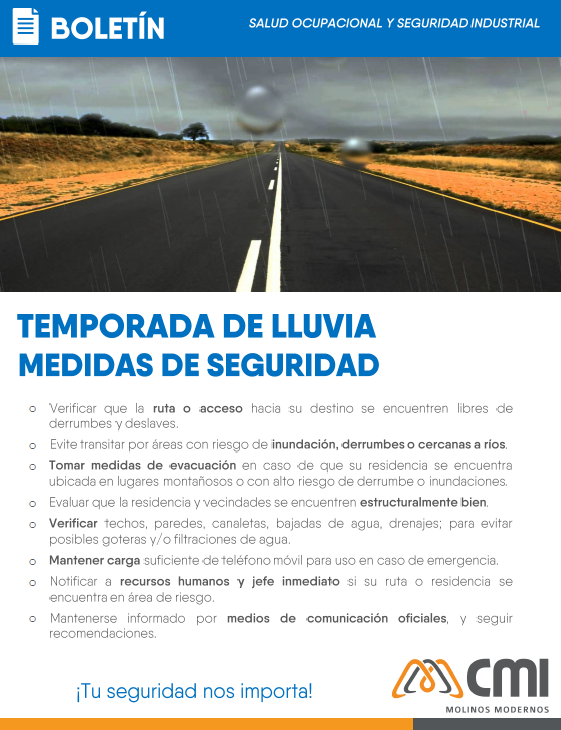 BOLETÍN
SALUD OCUPACIONAL Y SEGURIDAD INDUSTRIAL
TEMPORADA DE LLUVIA
MEDIDAS DE SEGURIDAD
Verificar que la ruta o acceso hacia su destino se encuentren libres de
derrumbes y deslaves.
Evite transitar por áreas con riesgo de inundación, derrumbes o cercanas a ríos.
Tomar medidas de evacuación en caso de que su residencia se encuentra
ubicada en lugares montañosos o con alto riesgo de derrumbe o inundaciones.
Evaluar que la residencia y vecindades se encuentren estructuralmente bien.
Verificar techos, paredes, canaletas, bajadas de agua, drenajes; para evitar
posibles goteras y/o filtraciones de agua.
Mantener carga suficiente de teléfono móvil para uso en caso de emergencia.
Notificar a recursos humanos y jefe inmediato si su ruta o residencia se
encuentra en área de riesgo.
Mantenerse informado por medios de comunicación oficiales, y seguir
recomendaciones.
¡Tu seguridad nos importa!
cmi
MOLINOS MODERNOS